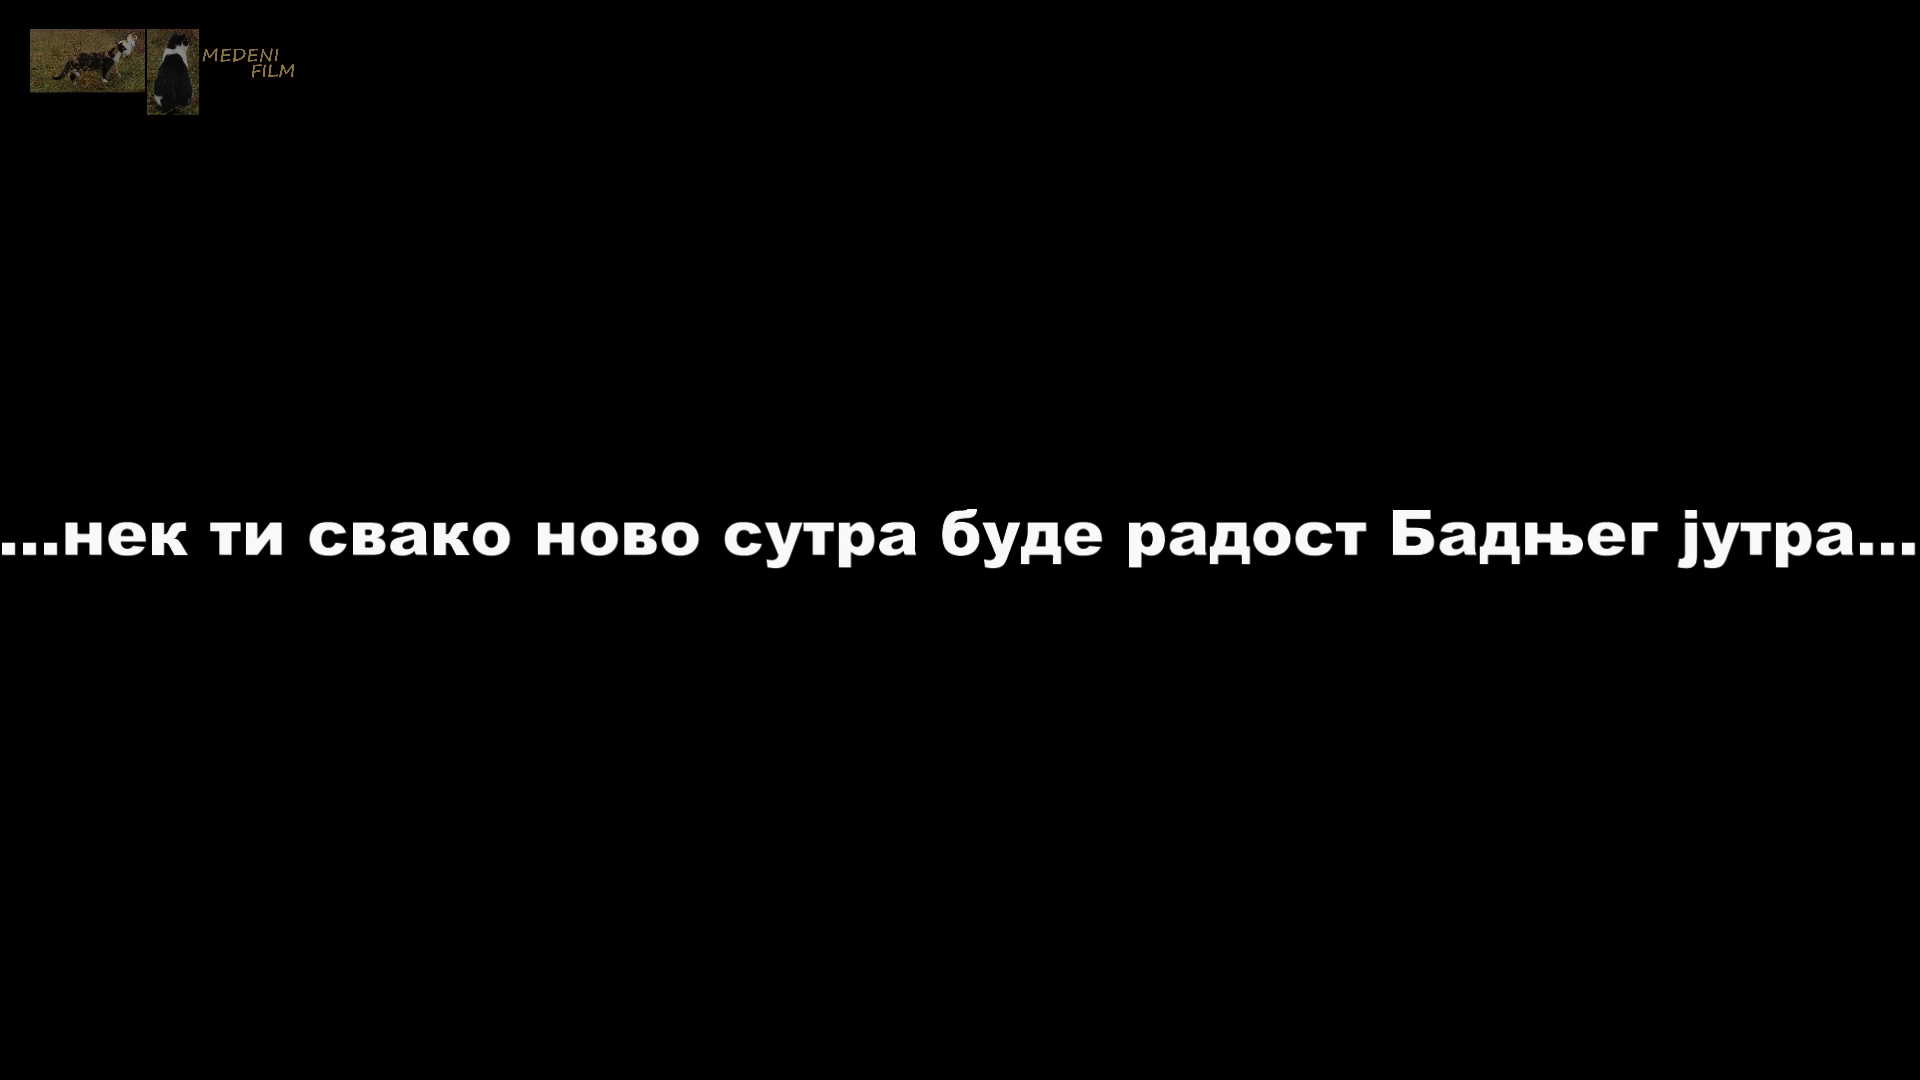 MEDENI
FILM
...нек ти свако ново сутра буде радост Бадњег јутра...